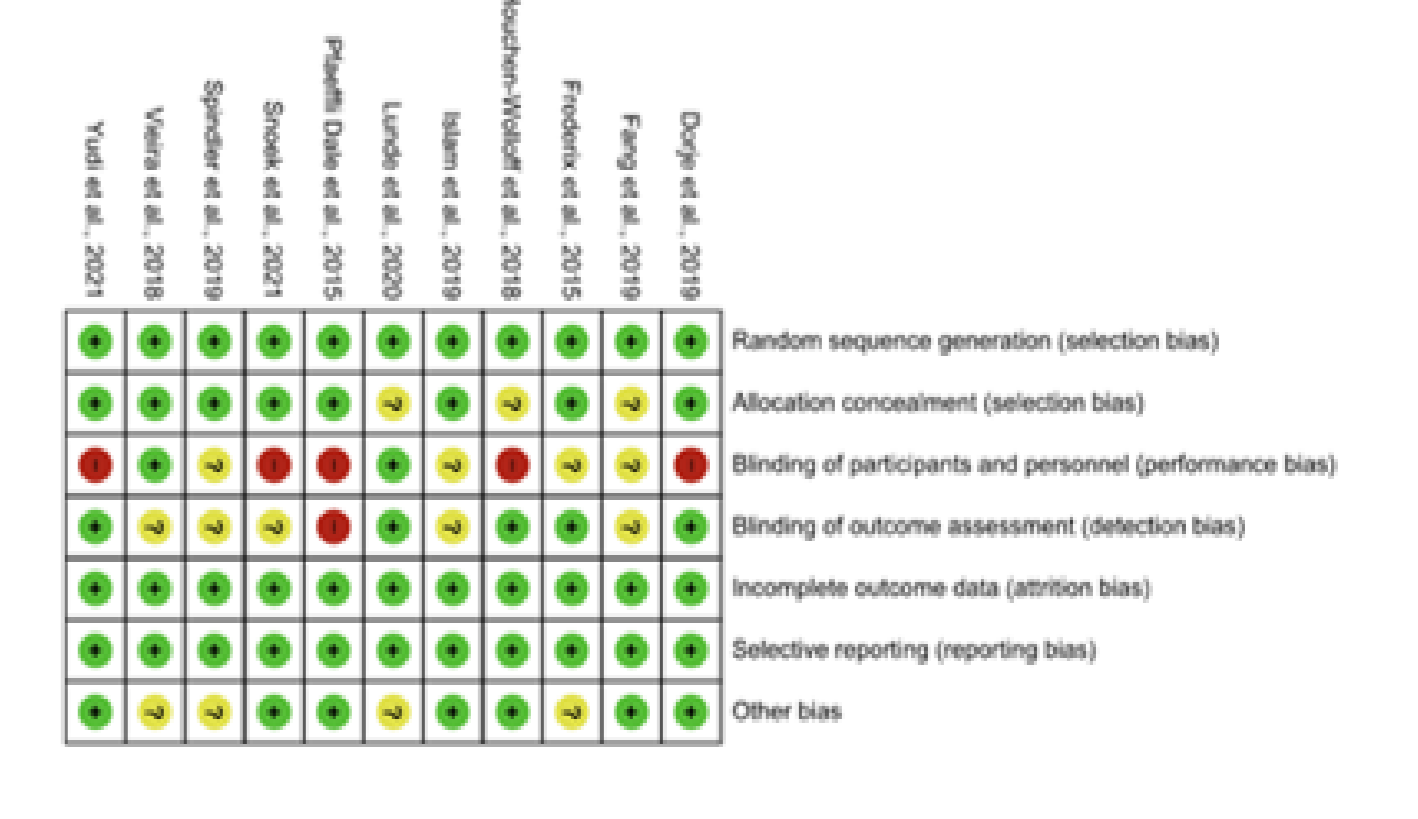 Yudi et al., 2021
Vieira et al., 2018
Spindler et al., 2019
Snoek et al., 2021
Pfaeffli Dale et al., 2015
Lunde et al., 2020
Islam et al., 2019
et al., 2018
Frederix et al., 2015
Fang et al., 2019
Dorje et al., 2019
+ + + + + + + + + + + Random sequence generation (selection bias)
+ + + + + ? + ? + ? + Allocation concealment (selection bias)
- + ? - - + ? - ? ? - Blinding of participants and personnel (performance bias)
+ ? ? ? - + ? + + ? + Blinding of outcome assessment (detection bias)
+ + + + + + + + + + + Incomplete outcome data (attrition bias)
+ + + + + + + + + + + Selective reporting (reporting bias)
+ ? ? + + ? + + ? + + Other bias